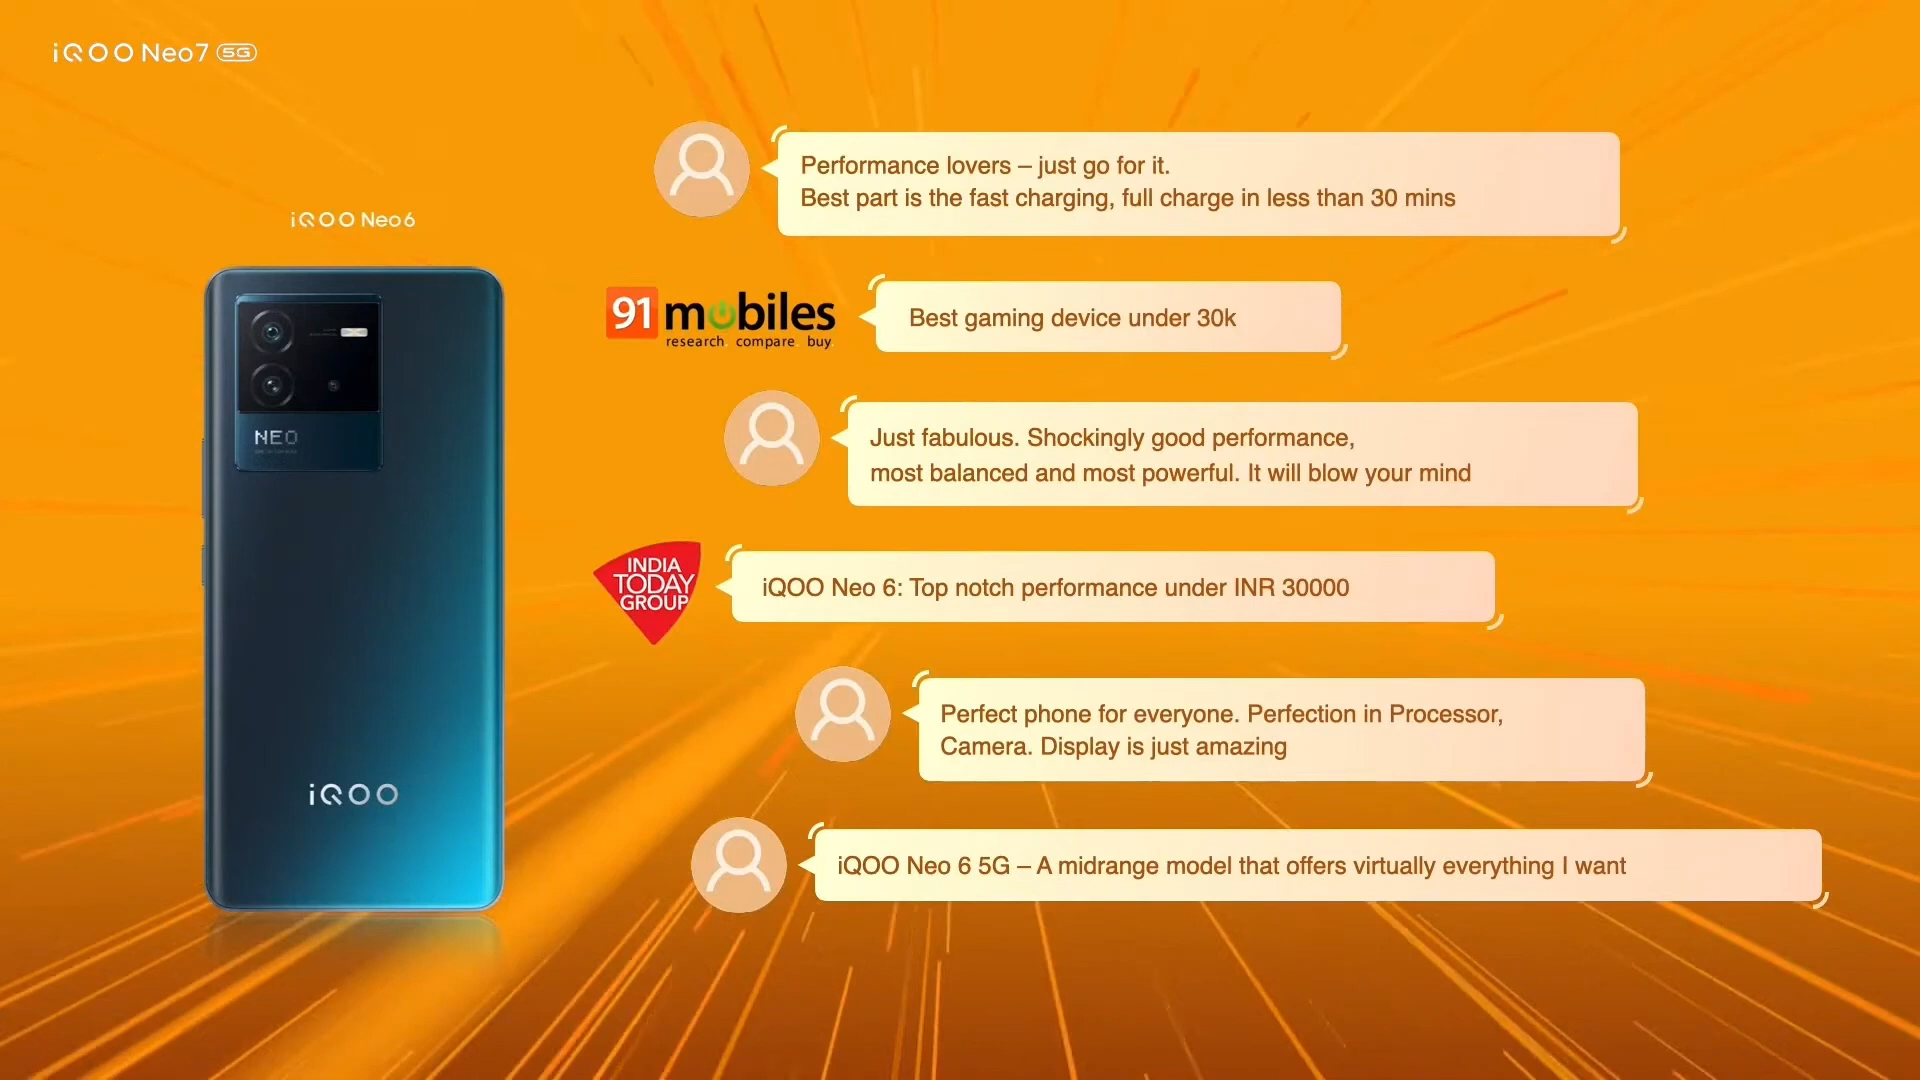 iQOO Neo7 5G
iQOO Neo6
Performance lovers – just go for it.
Best part is the fast charging, full charge in less than 30 mins
91mobiles
research. compare. buy.
Best gaming device under 30k
Just fabulous. Shockingly good performance,
most balanced and most powerful. It will blow your mind
NEO
INDIA
TODAY
GROUP
iQOO Neo 6: Top notch performance under INR 30000
Perfect phone for everyone. Perfection in Processor,
Camera. Display is just amazing
iQOO
iQOO Neo 6 5G – A midrange model that offers virtually everything I want